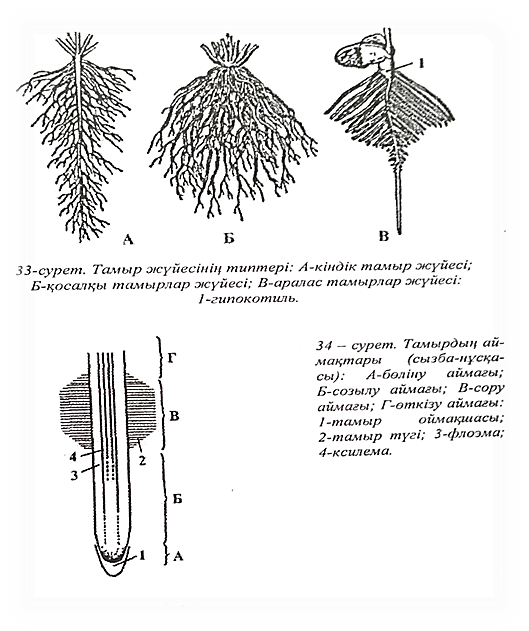 1
А
Б
В
33-сурет. Тамыр жүйесінің типтері: А-кіндік тамыр жүйесі;
Б-қосалқы тамырлар жүйесі; В-аралас тамырлар жүйесі:
1-гипокотиль.
Г
В
4
2
3
Б
1
А
34 – сурет. Тамырдың ай-
мақтары (сызба-нұсқа-
сы): А-бөліну аймағы;
Б-созылу аймағы; В-сору
аймағы; Г-өткізу аймағы:
1-тамыр оймақшасы;
2-тамыр түгі; 3-флоэма;
4-ксилема.